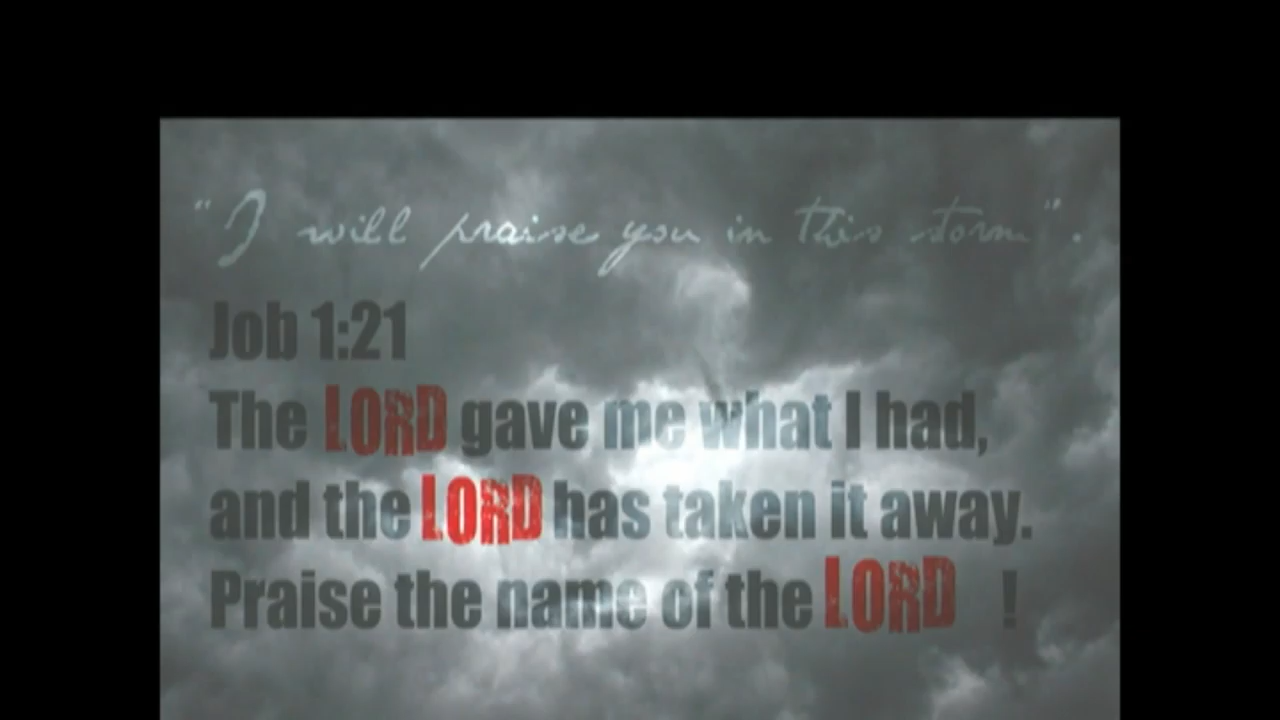 "I will praise you in this storm".
Job 1:21
The LORD gave me what I had,
and the LORD has taken it away.
Praise the name of the LORD !